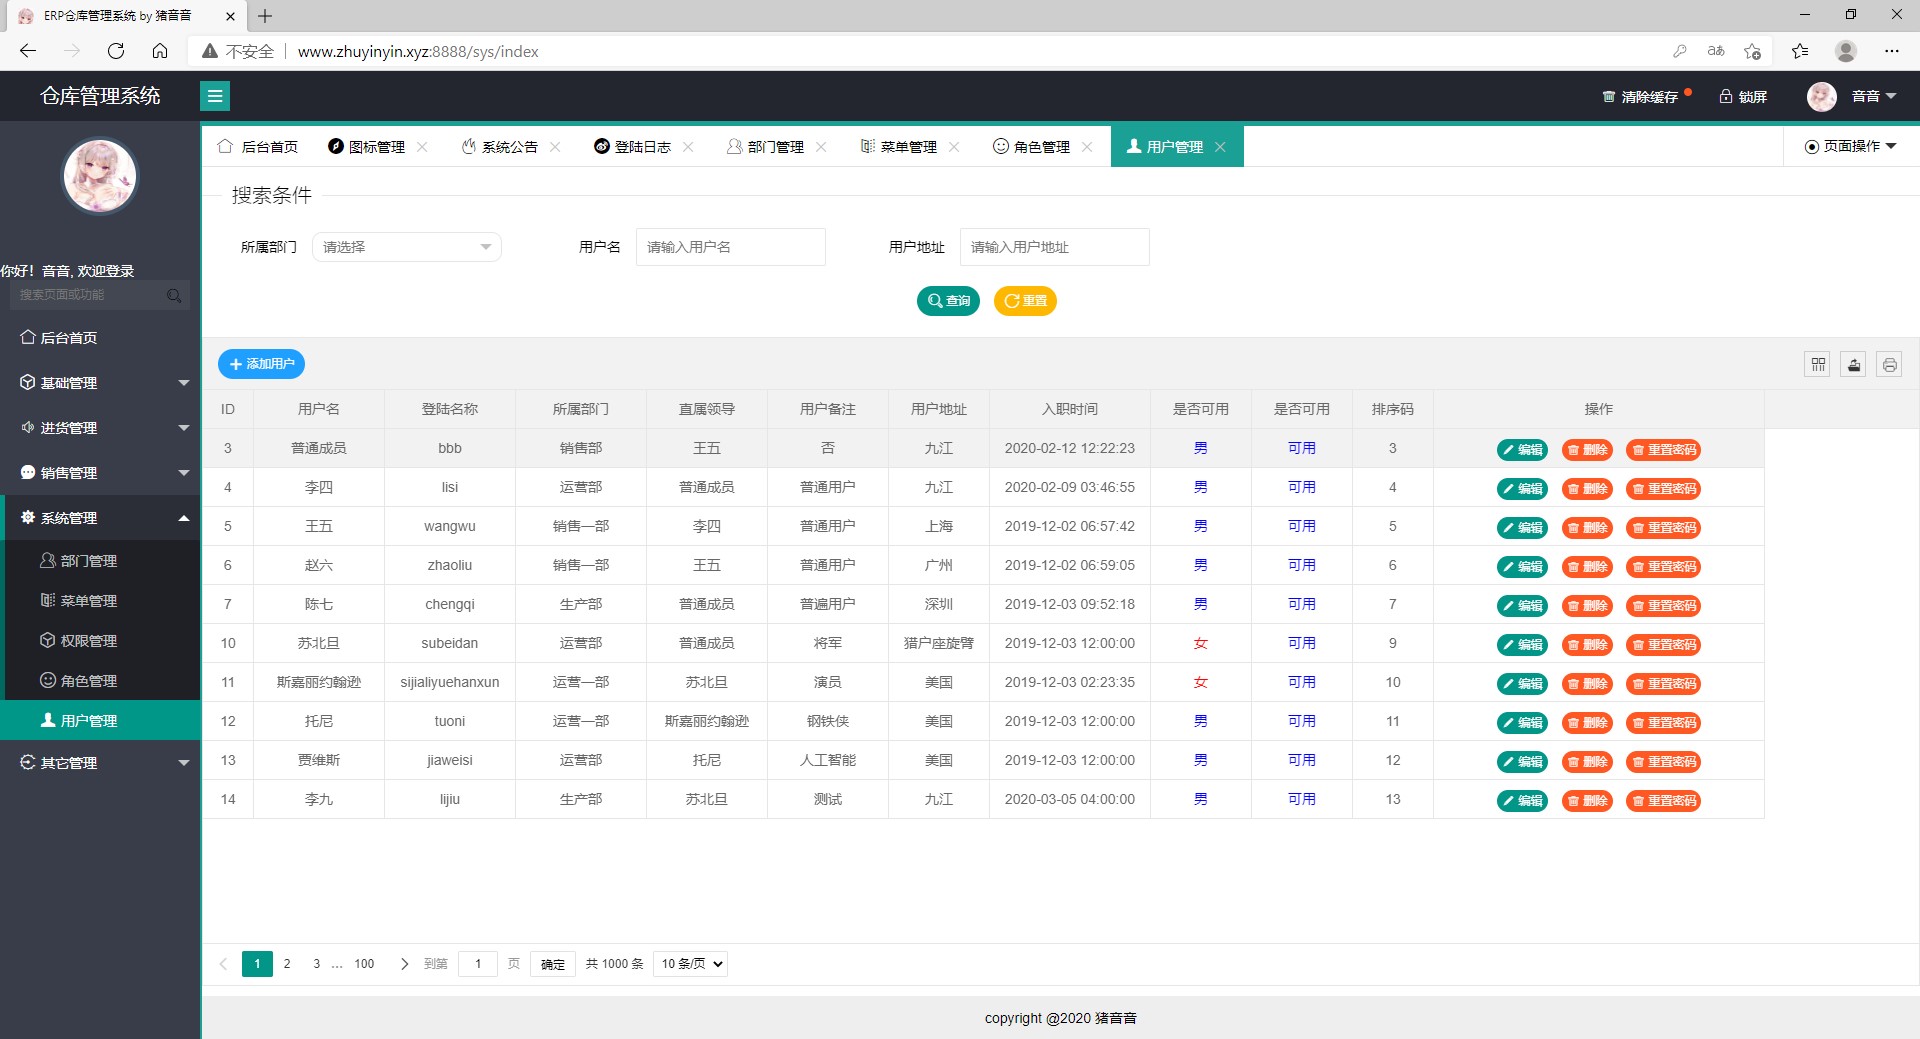 ERP仓库管理系统 by 猪音音
不安全 www.zhuyinyin.xyz:8888/sys/index
仓库管理系统 清除缓存 锁屏 音音
后台首页 图标管理 系统公告 登陆日志 部门管理 菜单管理 角色管理 用户管理 页面操作
你好！音音, 欢迎登录
搜索页面或功能
后台首页
基础管理
进货管理
销售管理
系统管理
部门管理
菜单管理
权限管理
角色管理
用户管理
其它管理
搜索条件
所属部门 请选择 用户名 请输入用户名 用户地址 请输入用户地址
查询 重置
添加用户
ID 用户名 登陆名称 所属部门 直属领导 用户备注 用户地址 入职时间 是否可用 是否可用 排序码 操作
3 普通成员 bbb 销售部 王五 否 九江 2020-02-12 12:22:23 男 可用 3 编辑 删除 重置密码
4 李四 lisi 运营部 普通成员 普通用户 九江 2020-02-09 03:46:55 男 可用 4 编辑 删除 重置密码
5 王五 wangwu 销售一部 李四 普通用户 上海 2019-12-02 06:57:42 男 可用 5 编辑 删除 重置密码
6 赵六 zhaoliu 销售一部 王五 普通用户 广州 2019-12-02 06:59:05 男 可用 6 编辑 删除 重置密码
7 陈七 chengqi 生产部 普通成员 普遍用户 深圳 2019-12-03 09:52:18 男 可用 7 编辑 删除 重置密码
10 苏北旦 subeidan 运营部 普通成员 将军 猎户座旋臂 2019-12-03 12:00:00 女 可用 9 编辑 删除 重置密码
11 斯嘉丽约翰逊 sijialiyuehanxun 运营一部 苏北旦 演员 美国 2019-12-03 02:23:35 女 可用 10 编辑 删除 重置密码
12 托尼 tuoni 运营一部 斯嘉丽约翰逊 钢铁侠 美国 2019-12-03 12:00:00 男 可用 11 编辑 删除 重置密码
13 贾维斯 jiaweisi 运营部 托尼 人工智能 美国 2019-12-03 12:00:00 男 可用 12 编辑 删除 重置密码
14 李九 lijiu 生产部 苏北旦 测试 九江 2020-03-05 04:00:00 男 可用 13 编辑 删除 重置密码
1 2 3 … 100 到第 1 页 确定 共 1000 条 10 条/页
copyright @2020 猪音音